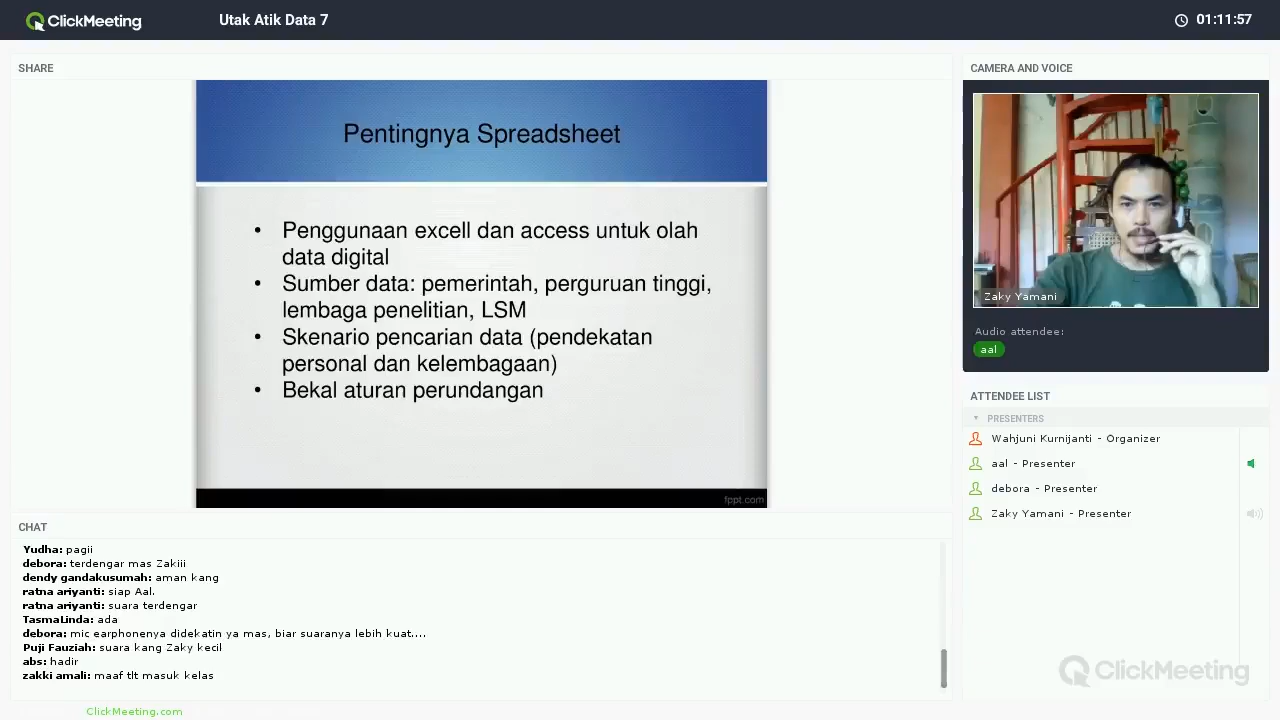 ClickMeeting
Utak Atik Data 7
01:11:57
SHARE
Pentingnya Spreadsheet
• Penggunaan excell dan access untuk olah
data digital
• Sumber data: pemerintah, perguruan tinggi,
lembaga penelitian, LSM
• Skenario pencarian data (pendekatan
personal dan kelembagaan)
• Bekal aturan perundangan
fppt.com
CAMERA AND VOICE
Zaky Yamani
Audio attendee:
aal
ATTENDEE LIST
PRESENTERS
Wahjuni Kurnijanti - Organizer
aal - Presenter
debora - Presenter
Zaky Yamani - Presenter
CHAT
Yudha: pagii
debora: terdengar mas Zakiii
dendy gandakusumah: aman kang
ratna ariyanti: siap Aal.
ratna ariyanti: suara terdengar
TasmaLinda: ada
debora: mic earphonenya didekatin ya mas, biar suaranya lebih kuat....
Puji Fauziah: suara kang Zaky kecil
abs: hadir
zakki amali: maaf tlt masuk kelas
ClickMeeting
ClickMeeting.com